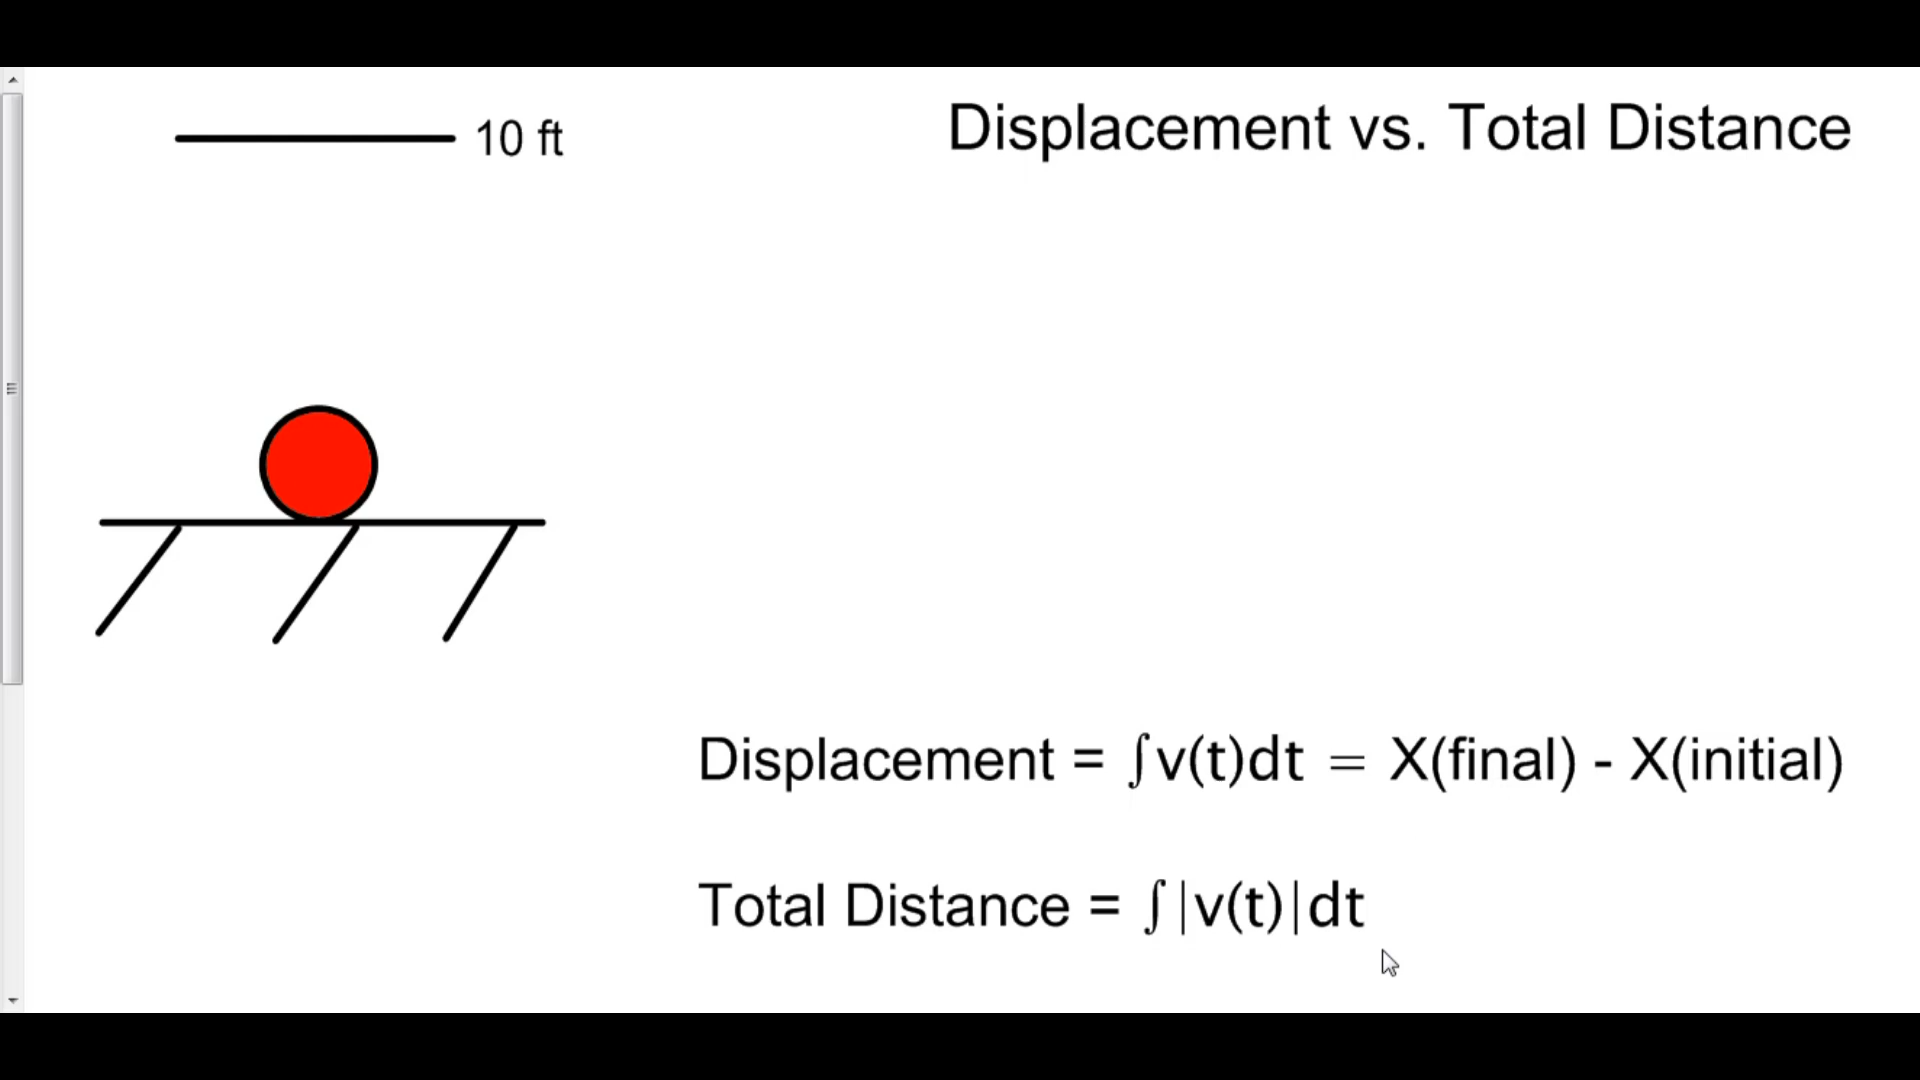 10 ft
Displacement vs. Total Distance
Displacement = ∫v(t)dt = X(final) - X(initial)
Total Distance = ∫|v(t)|dt